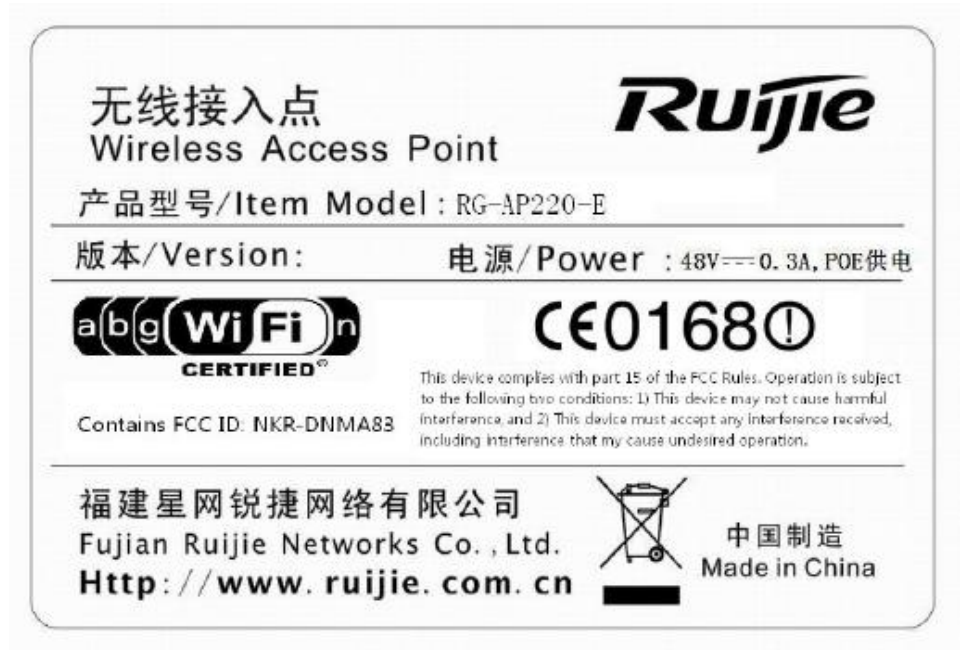 无线接入点
Ruijie
Wireless Access Point
产品型号/Item Model : RG-AP220-E
版本/Version:
电源/Power : 48V⎓0.3A,POE供电
abg Wi Fi n
CERTIFIED®
CE0168
This device complies with part 15 of the FCC Rules. Operation is subject
to the following two conditions: 1) This device may not cause harmful
interference, and 2) This device must accept any interference received,
including interference that my cause undesired operation.
Contains FCC ID: NKR-DNMA83
福建星网锐捷网络有限公司
Fujian Ruijie Networks Co.,Ltd.
Http://www.ruijie.com.cn
中国制造
Made in China